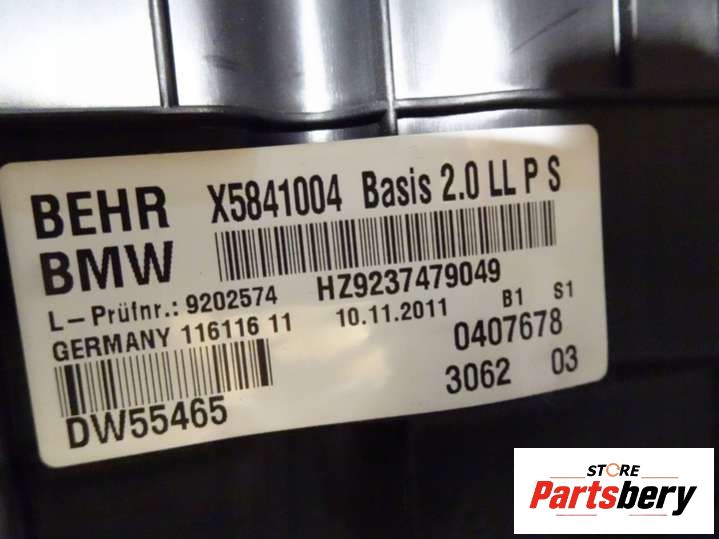 BEHR X5841004 Basis 2.0 LL P S
BMW
HZ9237479049
L-Prüfnr.: 9202574
10.11.2011 B1 S1
GERMANY 116116 11
0407678
3062 03
DW55465
STORE
Partsbery